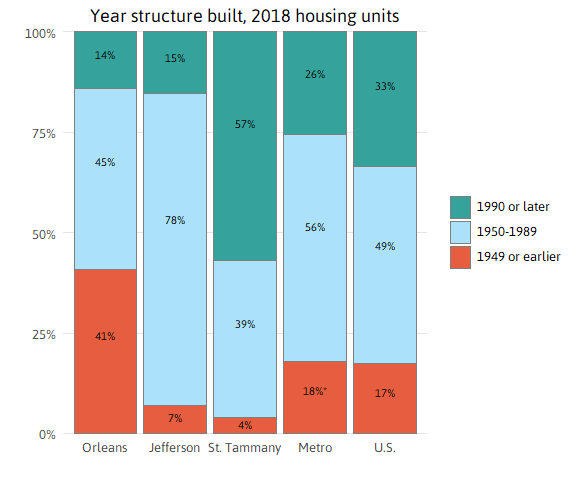 Year structure built, 2018 housing units
100%
75%
50%
25%
0%
14%
45%
41%
15%
78%
7%
57%
39%
4%
26%
56%
18%*
33%
49%
17%
Orleans
Jefferson
St. Tammany
Metro
U.S.
1990 or later
1950-1989
1949 or earlier